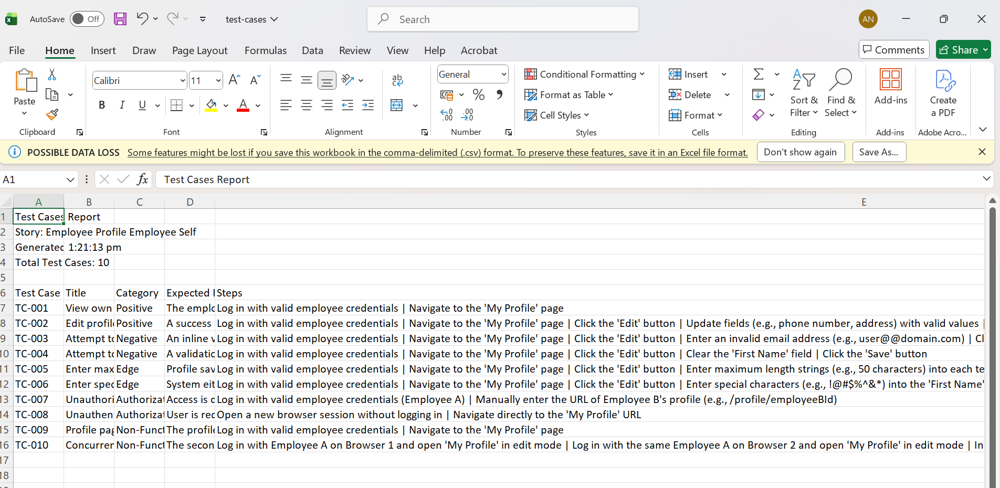 AutoSave Off test-cases Search AN
File Home Insert Draw Page Layout Formulas Data Review View Help Acrobat Comments Share
Paste
Clipboard
Calibri 11
B I U A
Font
ab
Alignment
General
% 9
Number
Conditional Formatting
Format as Table
Cell Styles
Styles
Insert
Delete
Format
Cells
Sort & Filter
Find & Select
Editing
Add-ins
Add-ins
Create a PDF
Adobe Acro...
POSSIBLE DATA LOSS Some features might be lost if you save this workbook in the comma-delimited (.csv) format. To preserve these features, save it in an Excel file format. Don't show again Save As...
A1 fx Test Cases Report
A B C D E
1 Test Cases Report
2 Story: Employee Profile Employee Self
3 Generated 1:21:13 pm
4 Total Test Cases: 10
5
6 Test Case Title Category Expected Steps
7 TC-001 View own Positive The emplo Log in with valid employee credentials | Navigate to the 'My Profile' page
8 TC-002 Edit profil Positive A success Log in with valid employee credentials | Navigate to the 'My Profile' page | Click the 'Edit' button | Update fields (e.g., phone number, address) with valid values |
9 TC-003 Attempt to Negative An inline v Log in with valid employee credentials | Navigate to the 'My Profile' page | Click the 'Edit' button | Enter an invalid email address (e.g., user@@domain.com) | Cl
10 TC-004 Attempt to Negative A validatio Log in with valid employee credentials | Navigate to the 'My Profile' page | Click the 'Edit' button | Clear the 'First Name' field | Click the 'Save' button
11 TC-005 Enter max Edge Profile sav Log in with valid employee credentials | Navigate to the 'My Profile' page | Click the 'Edit' button | Enter maximum length strings (e.g., 50 characters) into each te
12 TC-006 Enter spec Edge System eit Log in with valid employee credentials | Navigate to the 'My Profile' page | Click the 'Edit' button | Enter special characters (e.g., !@#$%^&*) into the 'First Name'
13 TC-007 Unauthori Authorizat Access is d Log in with valid employee credentials (Employee A) | Manually enter the URL of Employee B's profile (e.g., /profile/employeeBId)
14 TC-008 Unauthen Authorizat User is red Open a new browser session without logging in | Navigate directly to the 'My Profile' URL
15 TC-009 Profile pag Non-Funct The profile Log in with valid employee credentials | Navigate to the 'My Profile' page
16 TC-010 Concurren Non-Funct The secon Log in with Employee A on Browser 1 and open 'My Profile' in edit mode | Log in with the same Employee A on Browser 2 and open 'My Profile' in edit mode | In
17
18